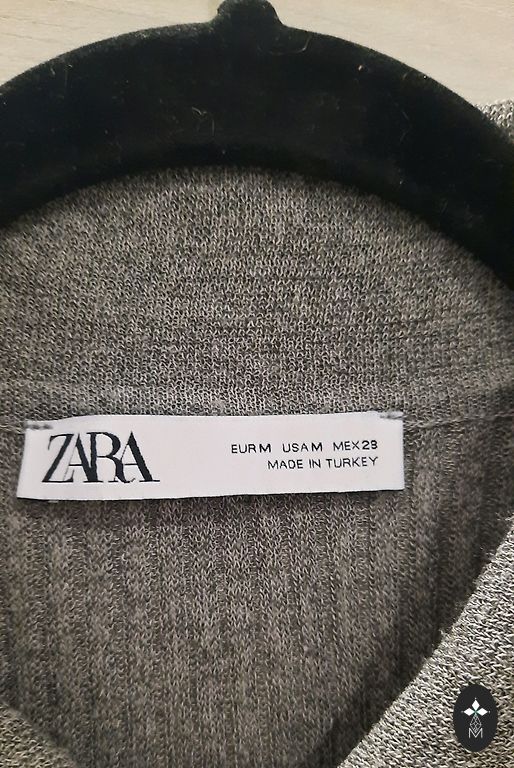 ZARA
EUR M USA M MEX 28
MADE IN TURKEY
M